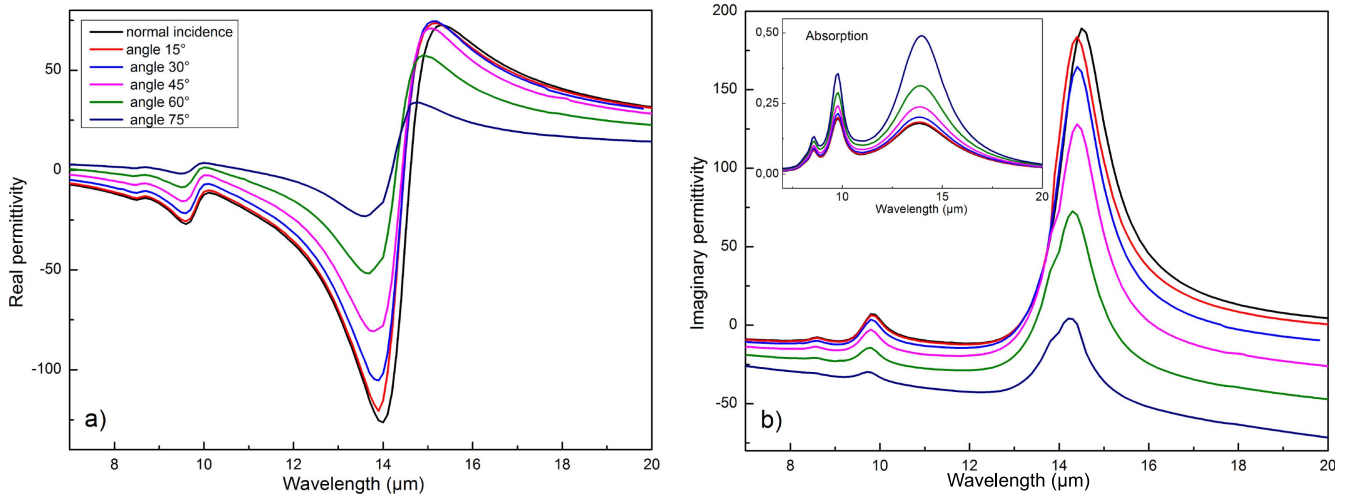 normal incidence
angle 15°
angle 30°
angle 45°
angle 60°
angle 75°
50
0
-50
-100
Real permittivity
a)
8 10 12 14 16 18 20
Wavelength (µm)
200
150
100
50
0
-50
Imaginary permittivity
b)
8 10 12 14 16 18 20
Wavelength (µm)
Absorption
0,50
0,25
0,00
10 15 20
Wavelength (µm)